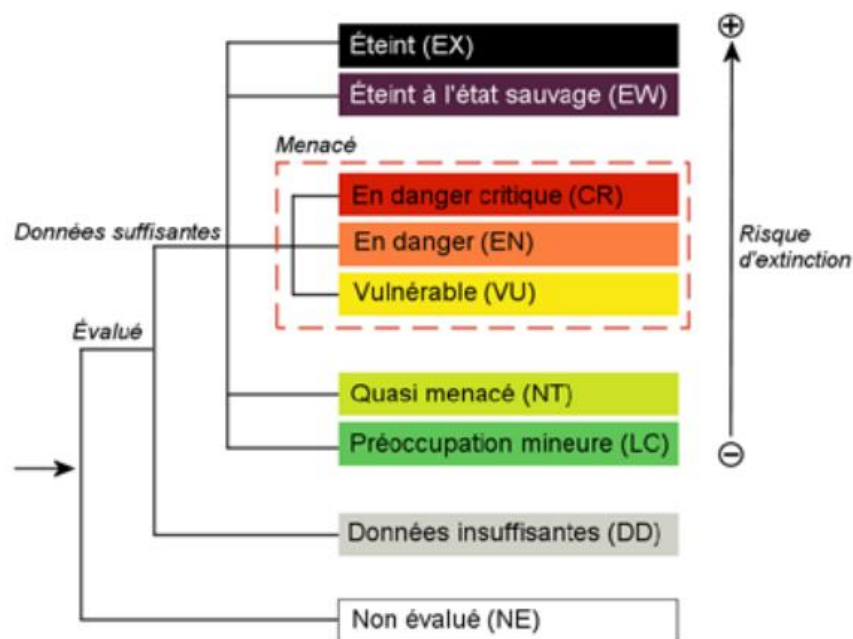 Éteint (EX)
Éteint à l'état sauvage (EW)
Menacé
En danger critique (CR)
Données suffisantes
En danger (EN)
Risque
d'extinction
Vulnérable (VU)
Évalué
Quasi menacé (NT)
Préoccupation mineure (LC)
Données insuffisantes (DD)
Non évalué (NE)